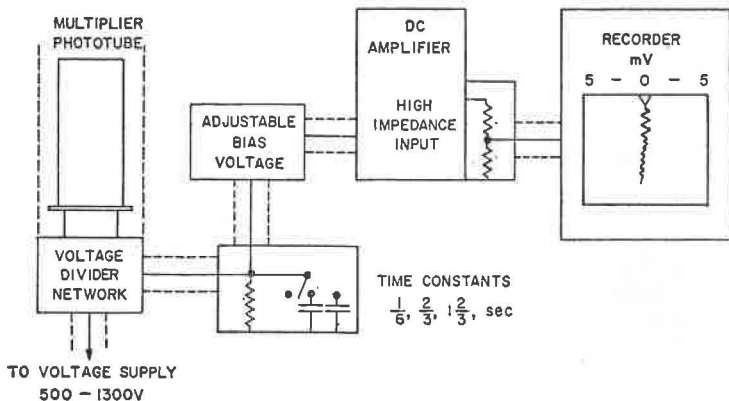 MULTIPLIER
PHOTOTUBE
DC
AMPLIFIER
HIGH
IMPEDANCE
INPUT
RECORDER
mV
5 - 0 - 5
ADJUSTABLE
BIAS
VOLTAGE
VOLTAGE
DIVIDER
NETWORK
TIME CONSTANTS
1/6, 2/3, 1 2/3, sec
TO VOLTAGE SUPPLY
500 - 1300V